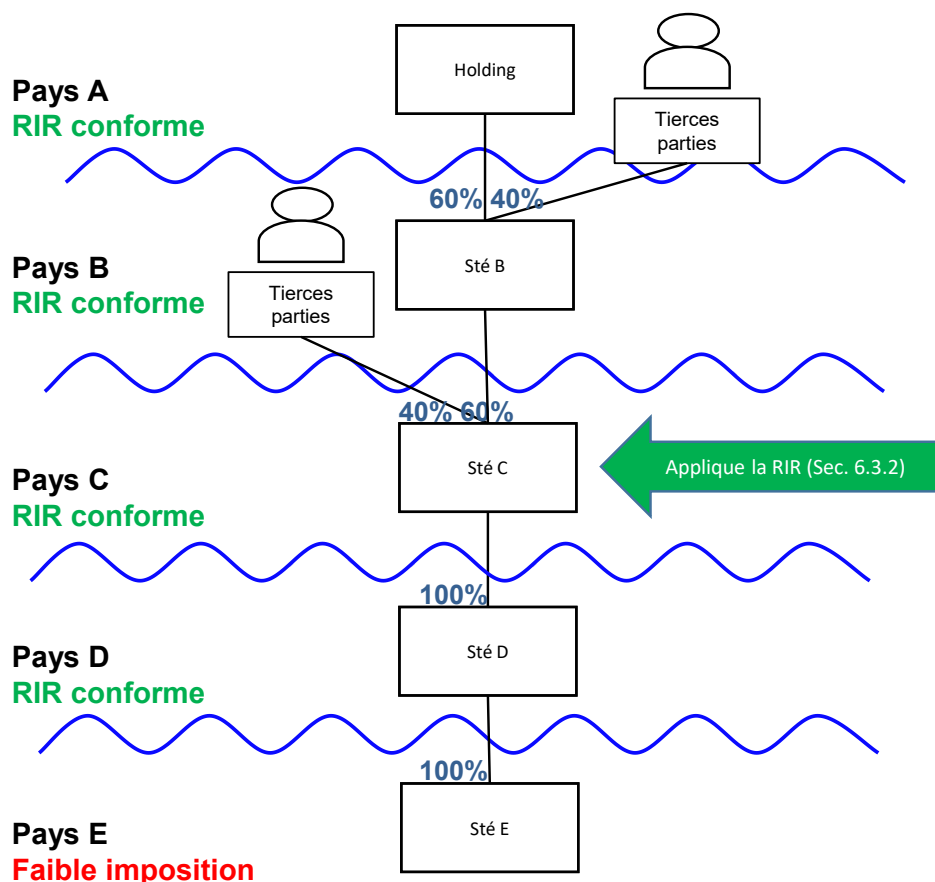 Holding
Tierces
parties
Pays A
RIR conforme
60% 40%
Sté B
Pays B
RIR conforme
Tierces
parties
40% 60%
Sté C
Applique la RIR (Sec. 6.3.2)
Pays C
RIR conforme
100%
Sté D
Pays D
RIR conforme
100%
Sté E
Pays E
Faible imposition